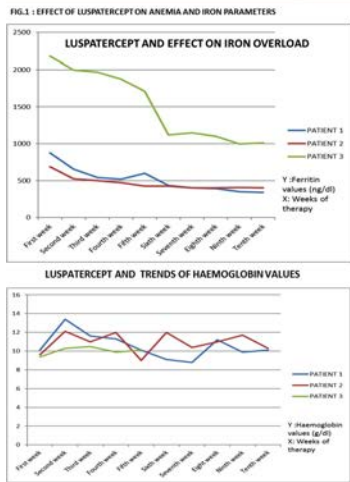 FIG.1 : EFFECT OF LUSPATERCEPT ON ANEMIA AND IRON PARAMETERS
LUSPATERCEPT AND EFFECT ON IRON OVERLOAD
2500
2000
1500
1000
500
0
PATIENT 1
PATIENT 2
PATIENT 3
Y :Ferritin
values (ng/dl)
X: Weeks of
therapy
First week
Second week
Third week
Fourth week
Fifth week
Sixth week
Seventh week
Eighth week
Ninth week
Tenth week
LUSPATERCEPT AND TRENDS OF HAEMOGLOBIN VALUES
16
14
12
10
8
6
4
2
0
PATIENT 1
PATIENT 2
PATIENT 3
Y :Haemoglobin
values (g/dl)
X: Weeks of
therapy
First week
Second week
Third week
Fourth week
Fifth week
Sixth week
Seventh week
Eight week
Ninth week
Tenth week